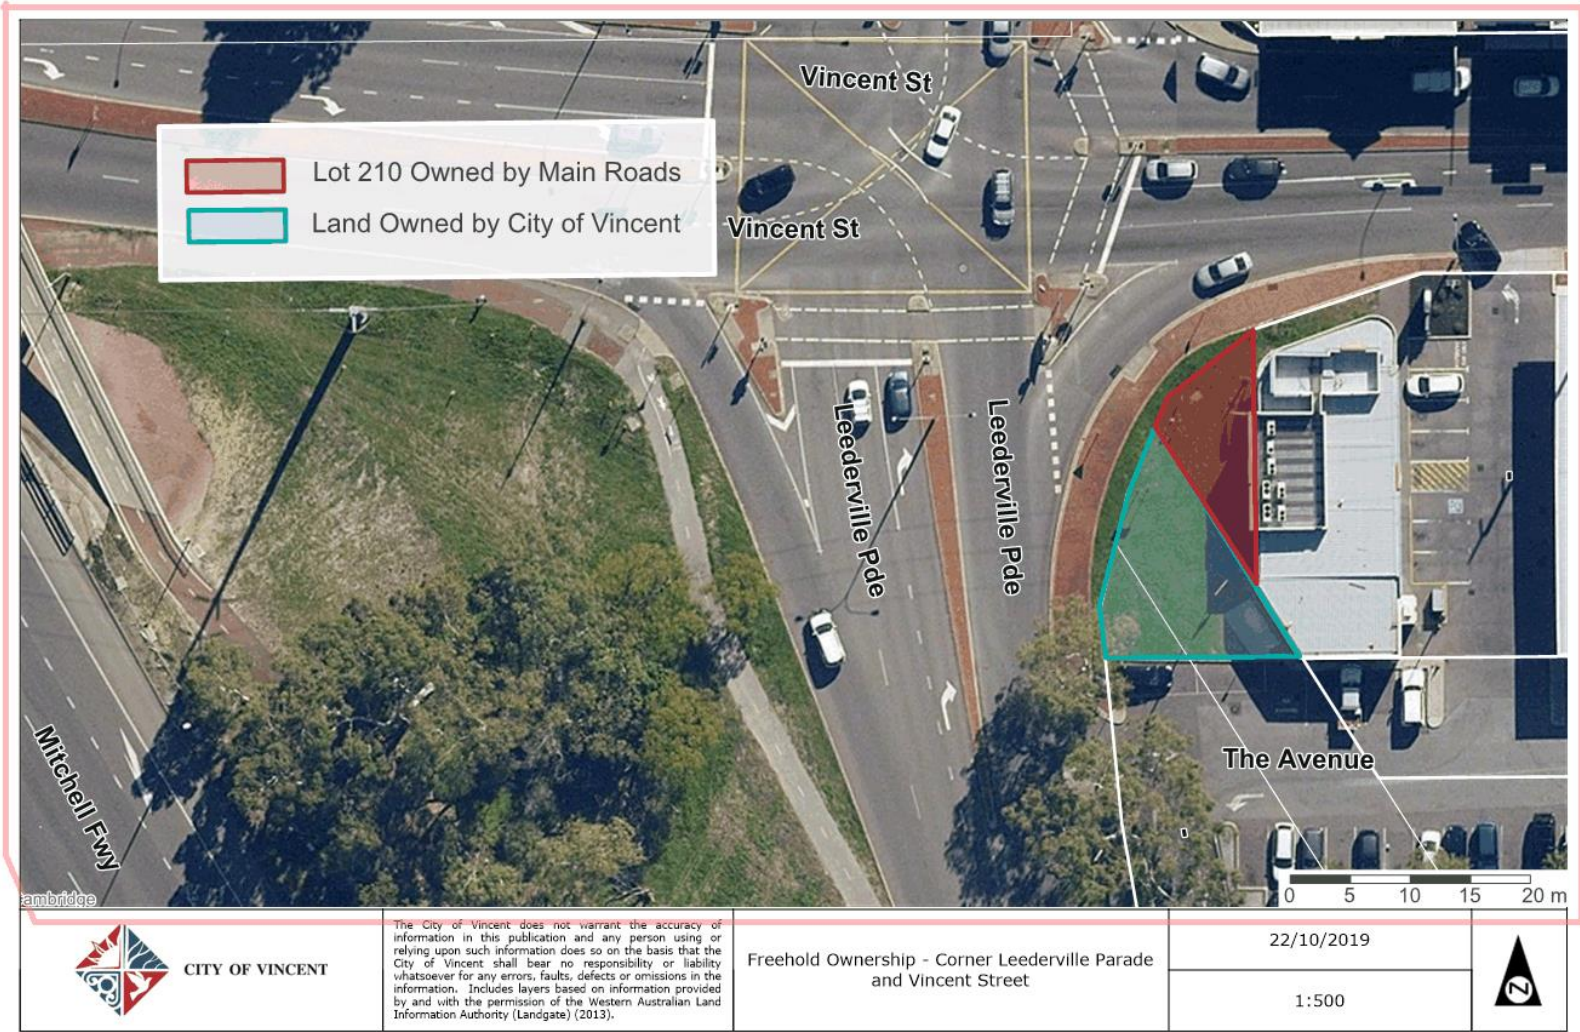 Vincent St
Lot 210 Owned by Main Roads
Land Owned by City of Vincent
Vincent St
Leederville Pde
Leederville Pde
Mitchell Fwy
The Avenue
0 5 10 15 20 m
ambridge
CITY OF VINCENT
The City of Vincent does not warrant the accuracy of
information in this publication and any person using or
relying upon such information does so on the basis that the
City of Vincent shall bear no responsibility or liability
whatsoever for any errors, faults, defects or omissions in the
information. Includes layers based on information provided
by and with the permission of the Western Australian Land
Information Authority (Landgate) (2013).
Freehold Ownership - Corner Leederville Parade
and Vincent Street
22/10/2019
1:500
N